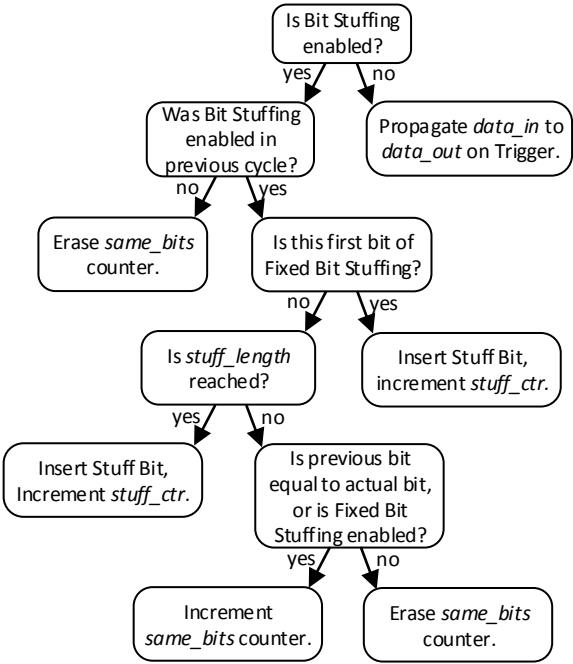 Is Bit Stuffing
enabled?
yes
no
Was Bit Stuffing
enabled in
previous cycle?
Propagate data_in to
data_out on Trigger.
no
yes
Erase same_bits
counter.
Is this first bit of
Fixed Bit Stuffing?
no
yes
Is stuff_length
reached?
Insert Stuff Bit,
increment stuff_ctr.
yes
no
Insert Stuff Bit,
Increment stuff_ctr.
Is previous bit
equal to actual bit,
or is Fixed Bit
Stuffing enabled?
yes
no
Increment
same_bits counter.
Erase same_bits
counter.